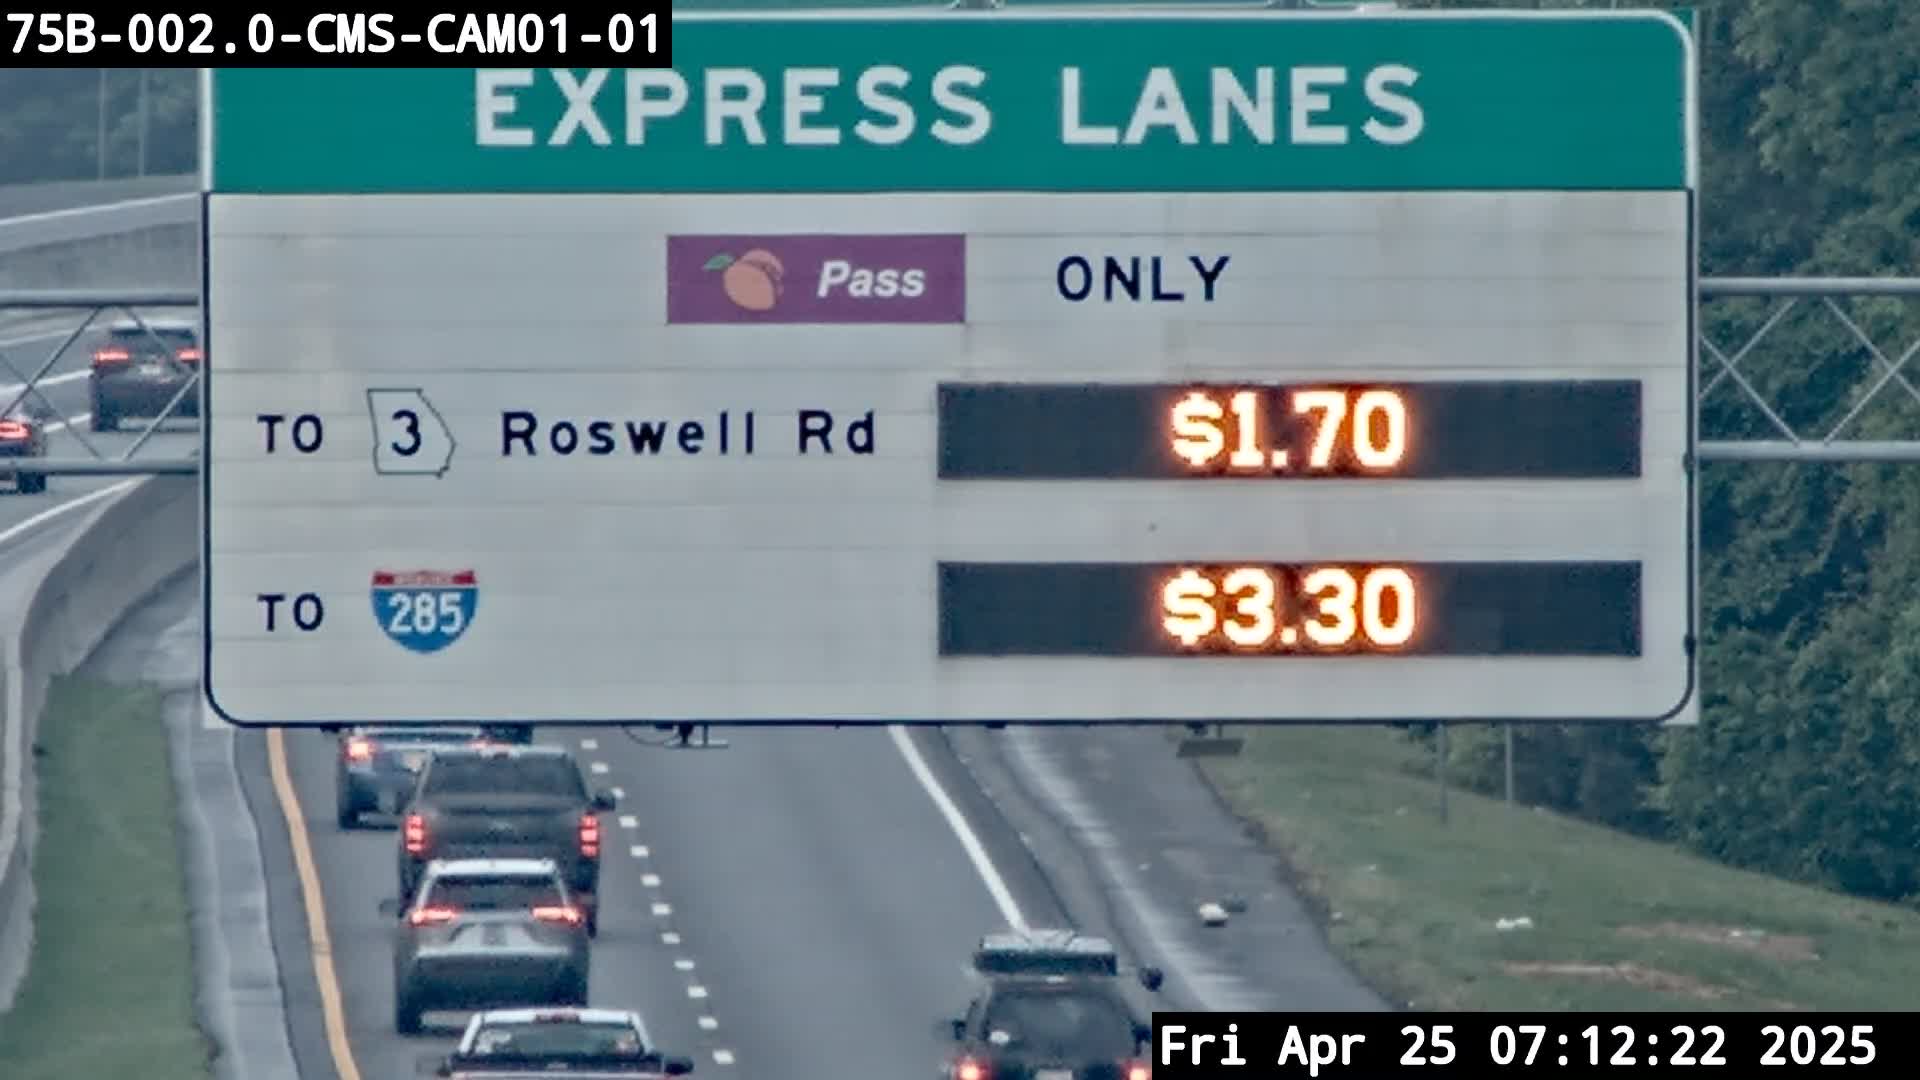 75B-002.0-CMS-CAM01-01
EXPRESS LANES
Pass ONLY
TO 3 Roswell Rd $1.70
TO 285 $3.30
Fri Apr 25 07:12:22 2025